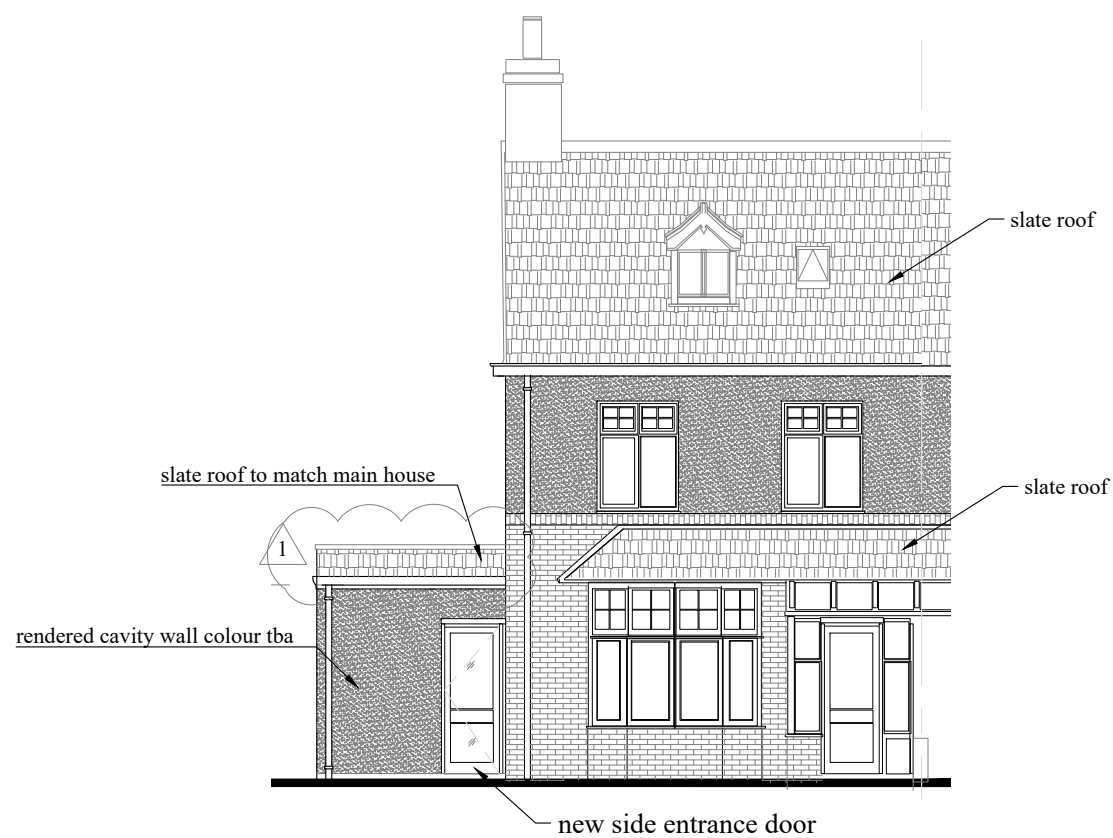 slate roof
slate roof to match main house
slate roof
1
rendered cavity wall colour tba
new side entrance door